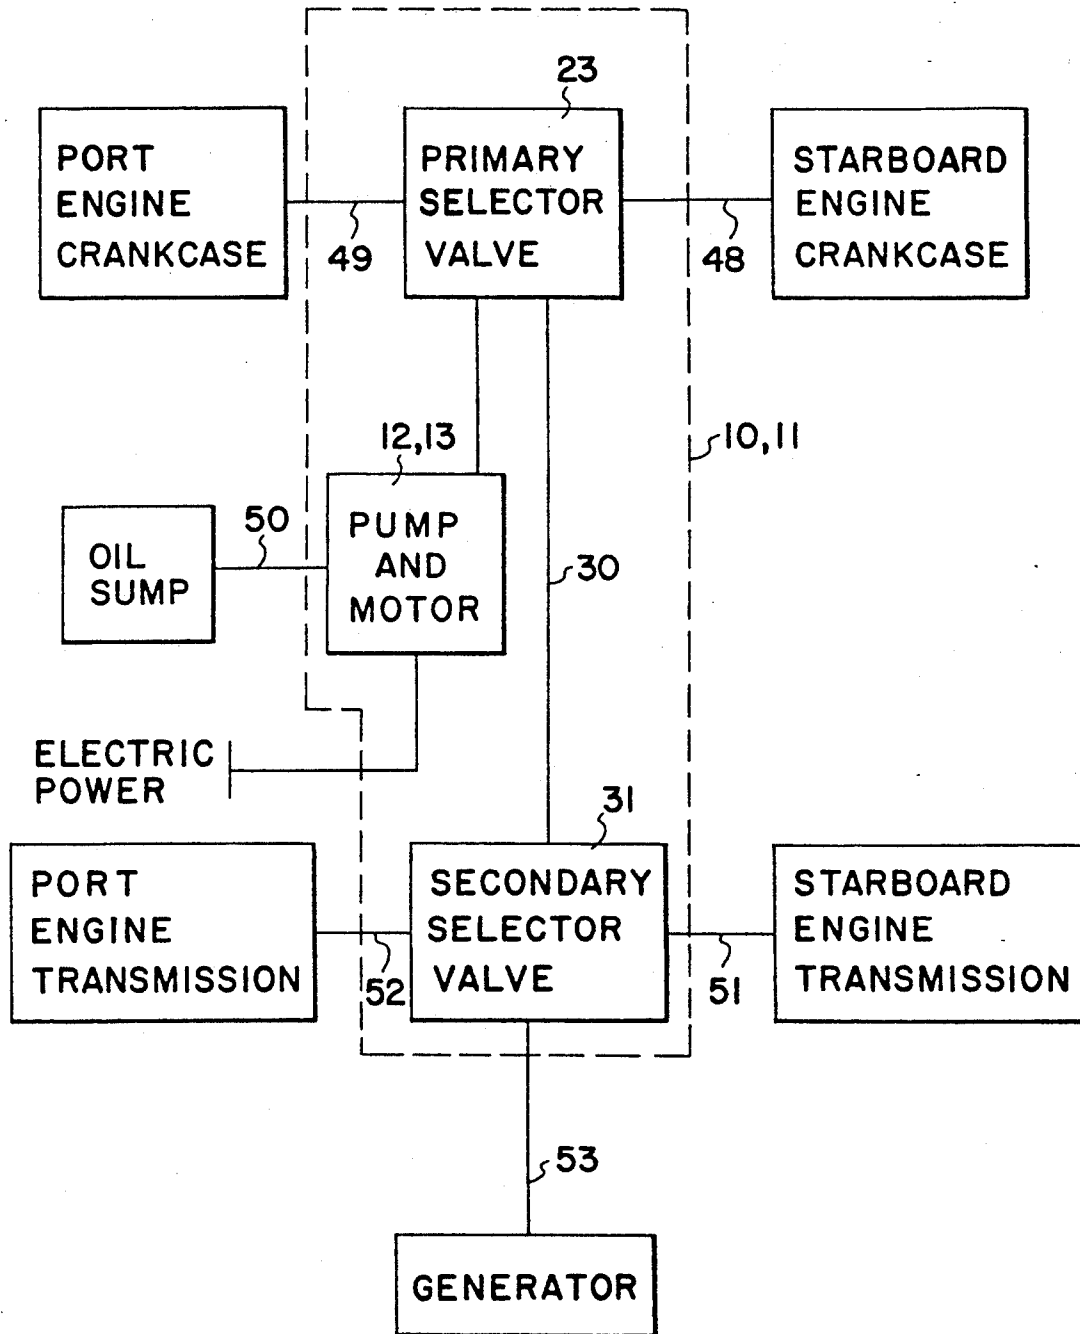 23
PORT
ENGINE
CRANKCASE
PRIMARY
SELECTOR
VALVE
STARBOARD
ENGINE
CRANKCASE
49
48
12,13
10,11
OIL
SUMP
50
PUMP
AND
MOTOR
30
ELECTRIC
POWER
31
PORT
ENGINE
TRANSMISSION
SECONDARY
SELECTOR
VALVE
STARBOARD
ENGINE
TRANSMISSION
52
51
53
GENERATOR